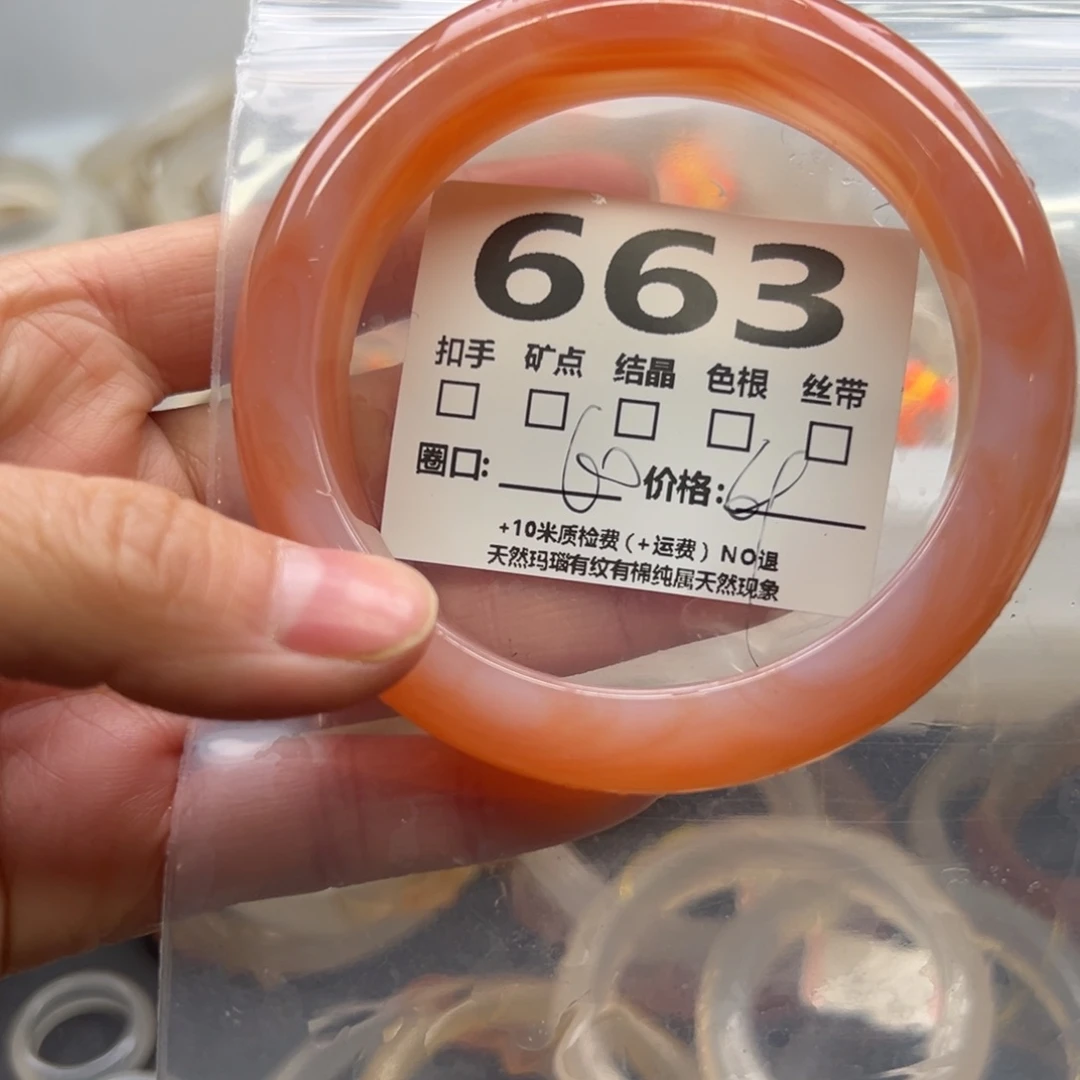 663
扣手 矿点 结晶 色根 丝带
圈口: 60 价格:
+10米质检费(+运费) NO退
天然玛瑙有纹有棉纯属天然现象